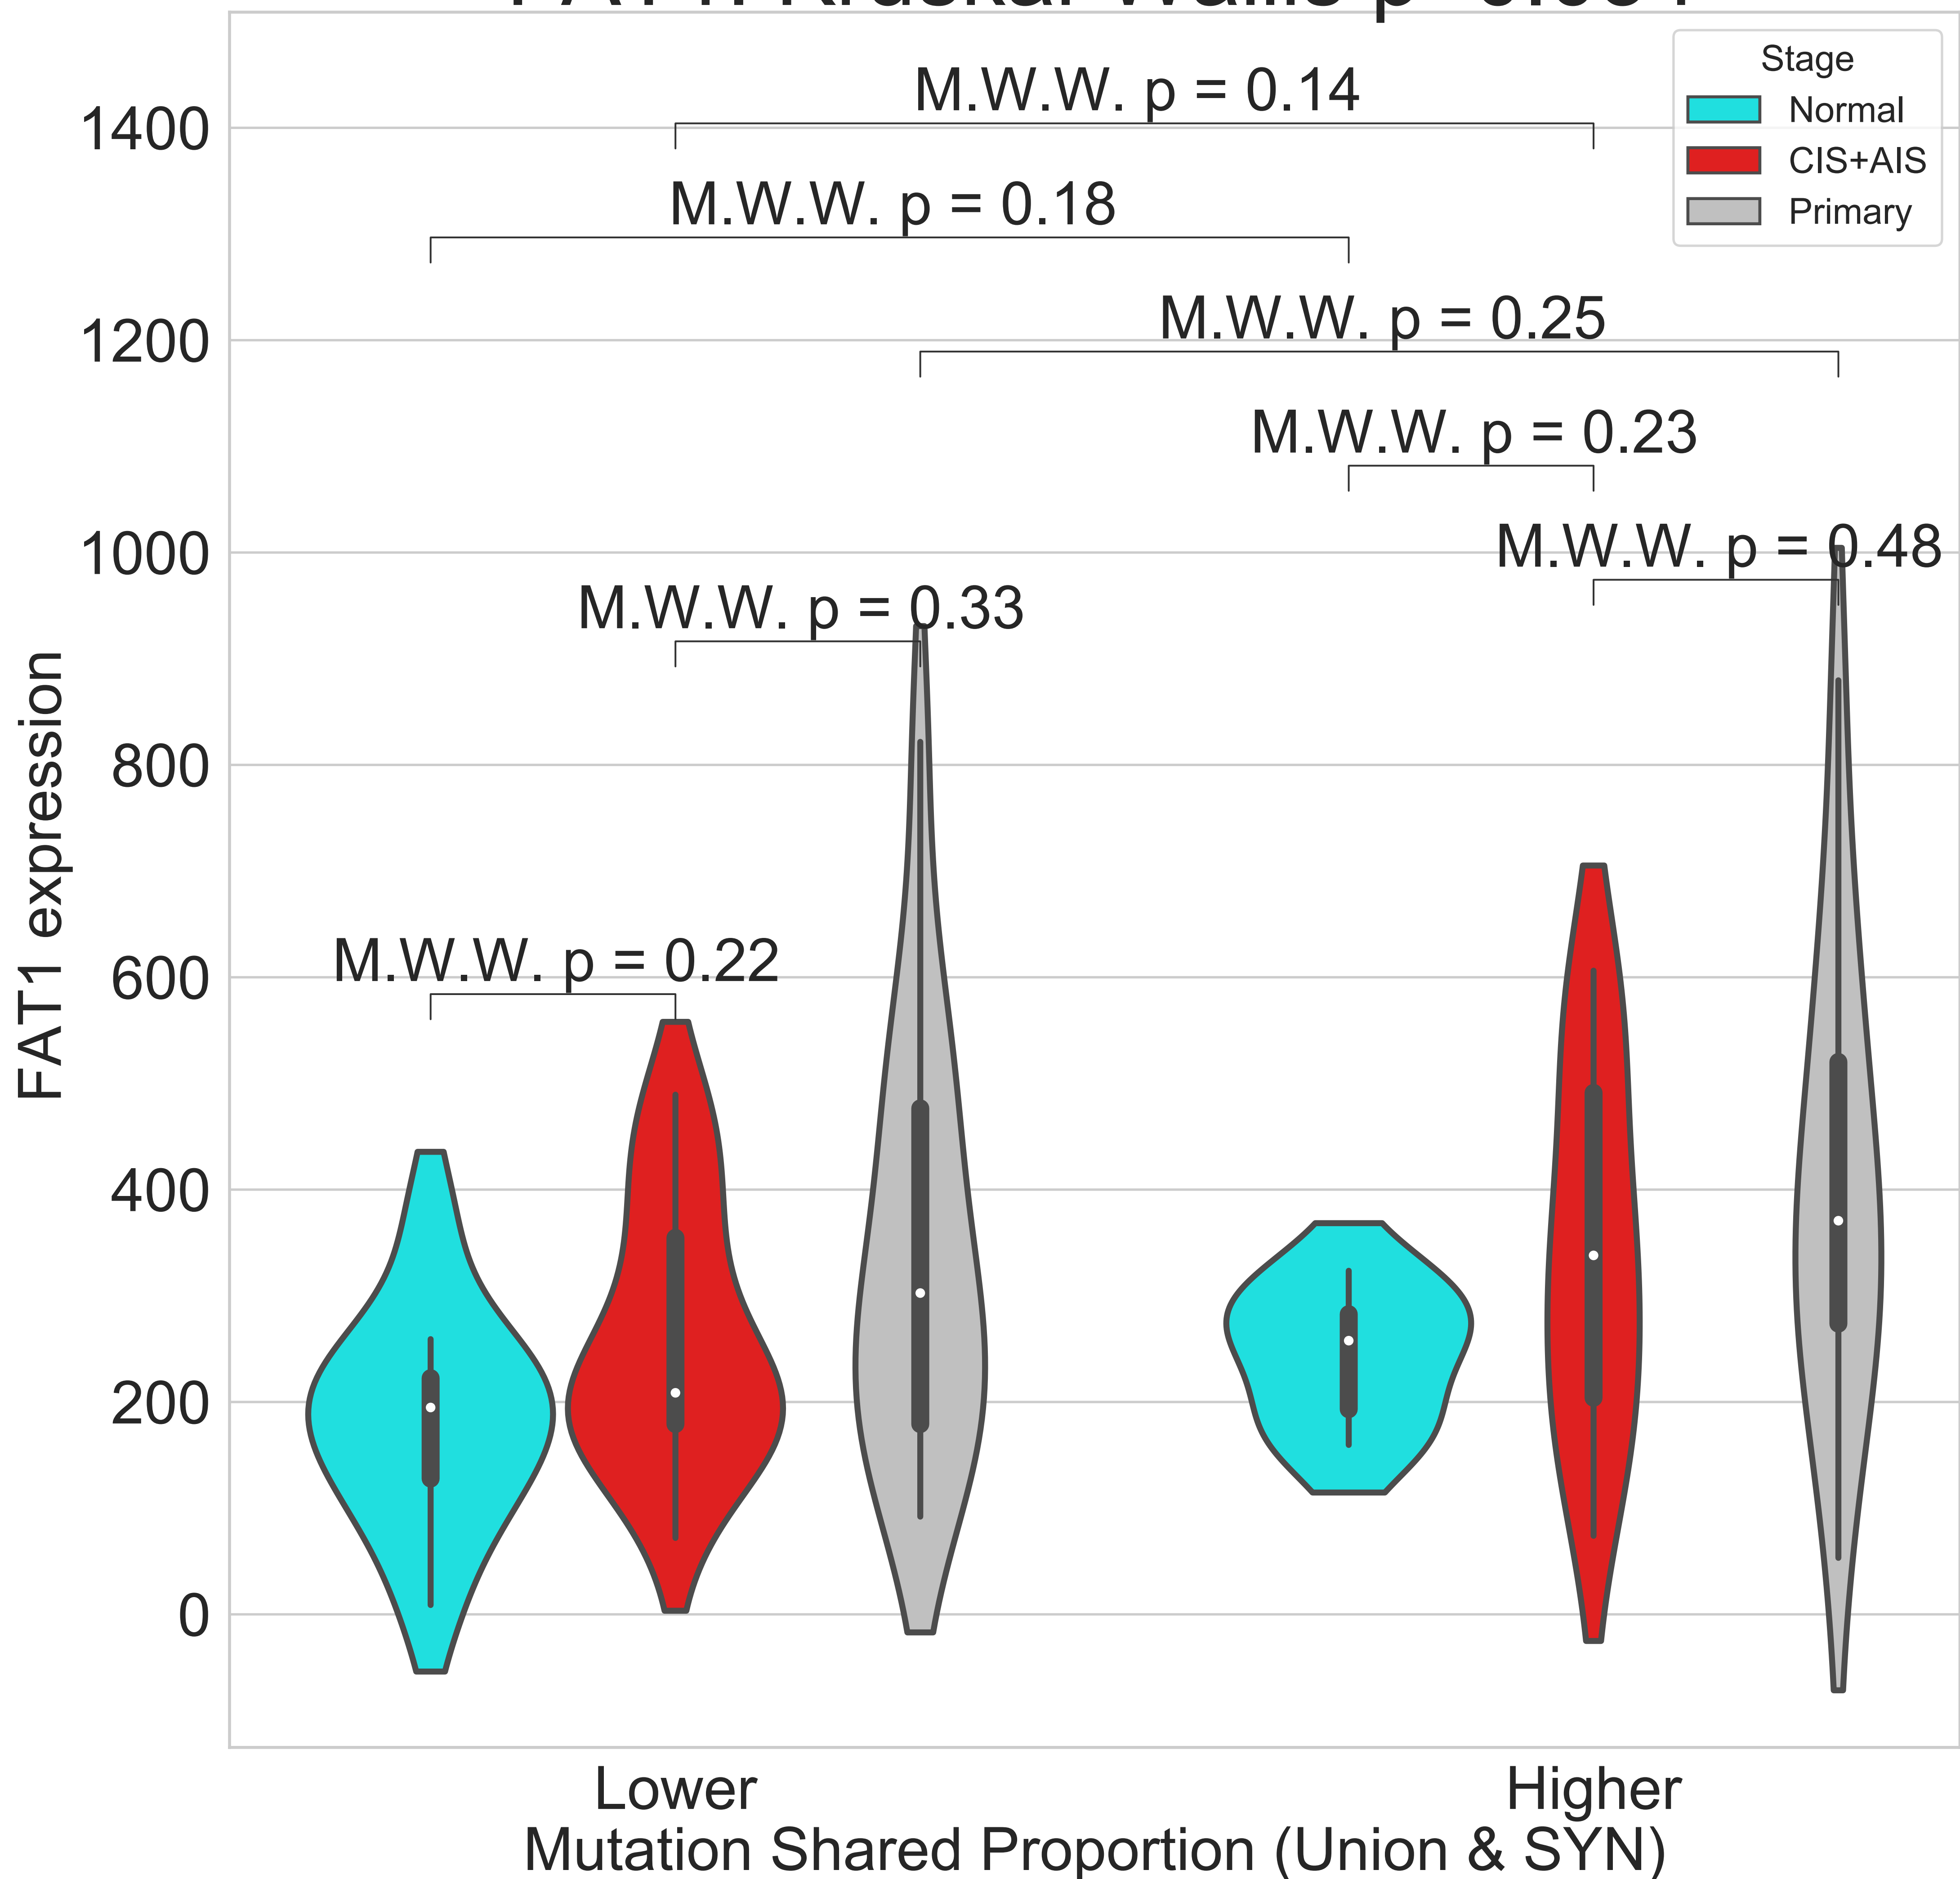 Stage
Normal
CIS+AIS
Primary
M.W.W. p = 0.14
M.W.W. p = 0.18
M.W.W. p = 0.25
M.W.W. p = 0.23
M.W.W. p = 0.48
M.W.W. p = 0.33
M.W.W. p = 0.22
1400
1200
1000
800
600
400
200
0
FAT1 expression
Lower
Higher
Mutation Shared Proportion (Union & SYN)